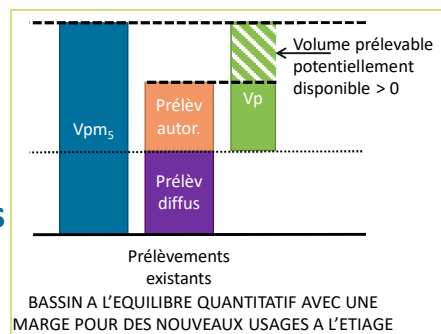 Volume prélevable
potentiellement
disponible > 0
Vpm₅
Prélèv
autor.
Vp
Prélèv
diffus
s
Prélèvements
existants
BASSIN A L'EQUILIBRE QUANTITATIF AVEC UNE
MARGE POUR DES NOUVEAUX USAGES A L'ETIAGE